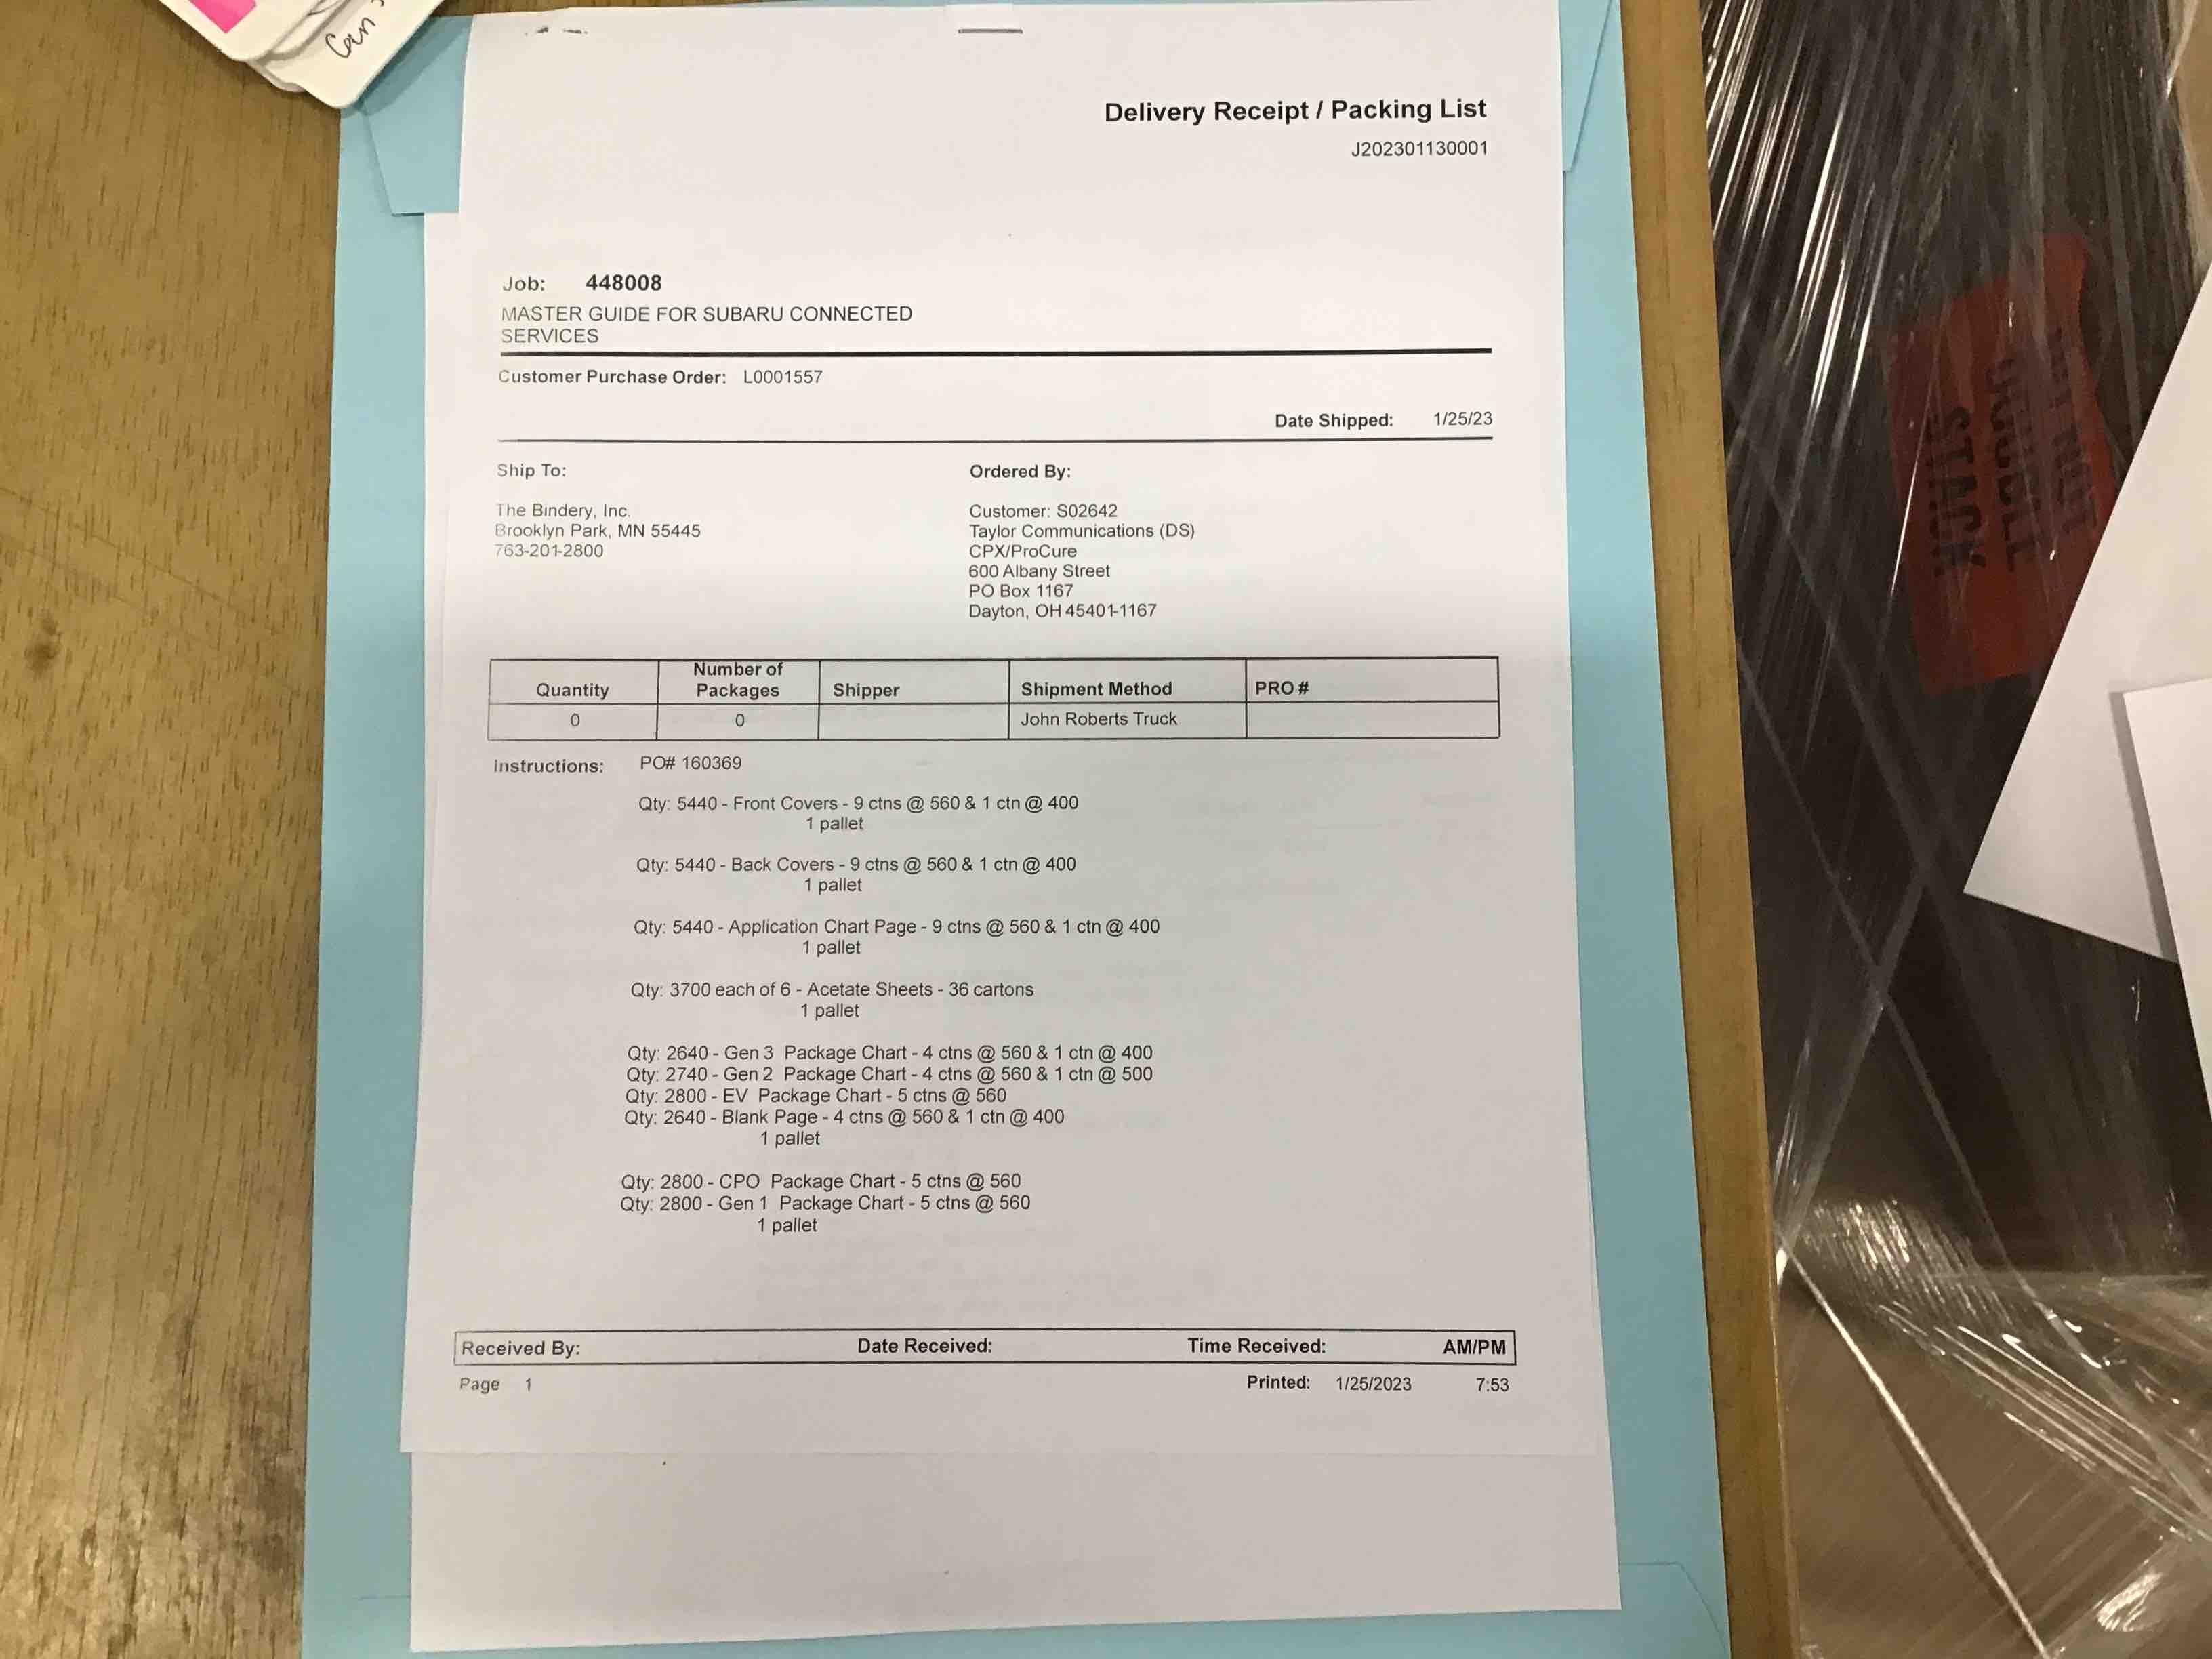 Can
Delivery Receipt / Packing List
J202301130001
Job: 448008
MASTER GUIDE FOR SUBARU CONNECTED
SERVICES
Customer Purchase Order: L0001557
Date Shipped: 1/25/23
Ship To:
The Bindery, Inc.
Brooklyn Park, MN 55445
763-201-2800
Ordered By:
Customer: S02642
Taylor Communications (DS)
CPX/ProCure
600 Albany Street
PO Box 1167
Dayton, OH 45401-1167
Quantity Number of Packages Shipper Shipment Method PRO #
0 0 John Roberts Truck
Instructions: PO# 160369
Qty: 5440 - Front Covers - 9 ctns @ 560 & 1 ctn @ 400
1 pallet
Qty: 5440 - Back Covers - 9 ctns @ 560 & 1 ctn @ 400
1 pallet
Qty: 5440 - Application Chart Page - 9 ctns @ 560 & 1 ctn @ 400
1 pallet
Qty: 3700 each of 6 - Acetate Sheets - 36 cartons
1 pallet
Qty: 2640 - Gen 3 Package Chart - 4 ctns @ 560 & 1 ctn @ 400
Qty: 2740 - Gen 2 Package Chart - 4 ctns @ 560 & 1 ctn @ 500
Qty: 2800 - EV Package Chart - 5 ctns @ 560
Qty: 2640 - Blank Page - 4 ctns @ 560 & 1 ctn @ 400
1 pallet
Qty: 2800 - CPO Package Chart - 5 ctns @ 560
Qty: 2800 - Gen 1 Package Chart - 5 ctns @ 560
1 pallet
Received By: Date Received: Time Received: AM/PM
Page 1 Printed: 1/25/2023 7:53
NOT
DOUBLE
STACK